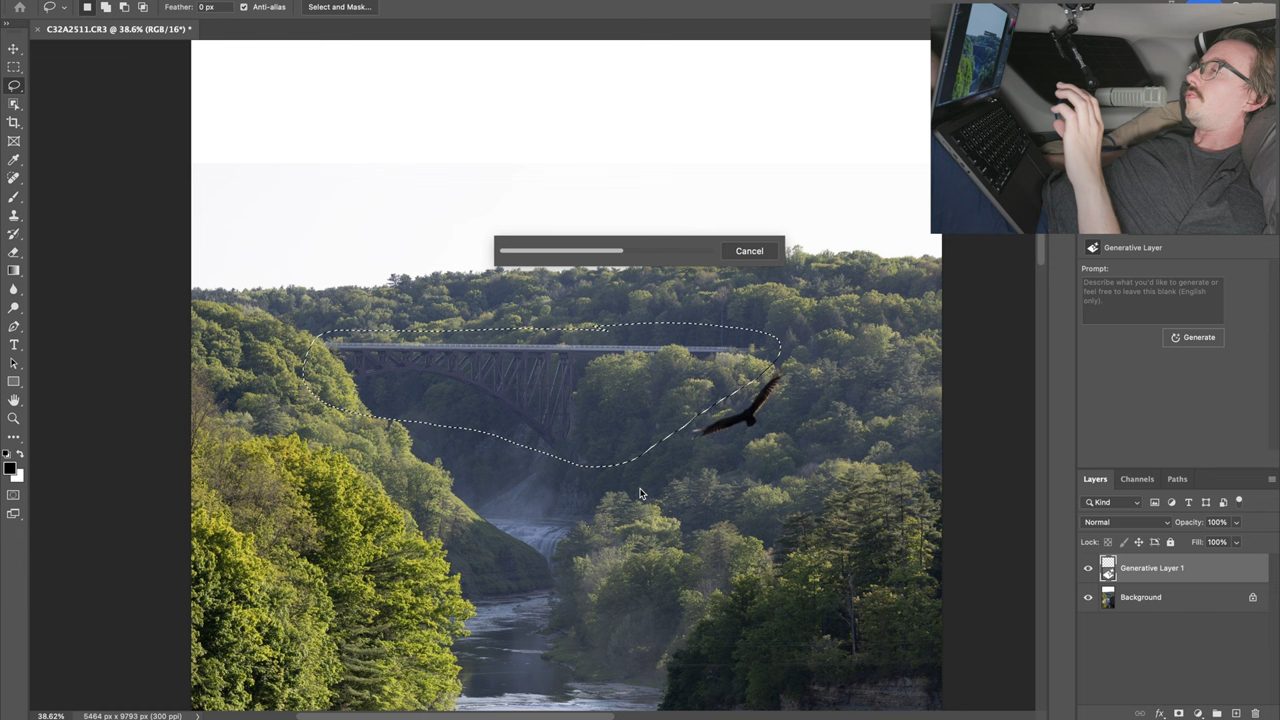 Feather: 0 px
Anti-alias
Select and Mask...
C32A2511.CR3 @ 38.6% (RGB/16*) *
Cancel
Generative Layer
Prompt:
Describe what you'd like to generate or
feel free to leave this blank (English
only).
Generate
Layers Channels Paths
Kind
Normal Opacity: 100%
Lock: Fill: 100%
Generative Layer 1
Background
38.62% 5464 px x 9793 px (300 ppi)